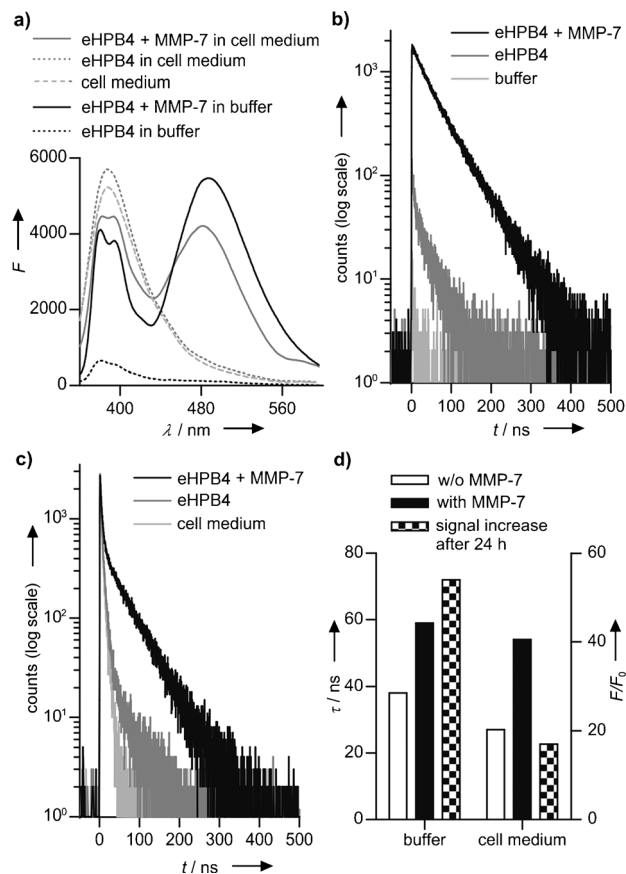 a)
eHPB4 + MMP-7 in cell medium
eHPB4 in cell medium
cell medium
eHPB4 + MMP-7 in buffer
eHPB4 in buffer
6000
4000
2000
0
F
400
480
560
λ / nm
b)
eHPB4 + MMP-7
eHPB4
buffer
10³
10²
10¹
10⁰
counts (log scale)
0
100
200
300
400
500
t / ns
c)
eHPB4 + MMP-7
eHPB4
cell medium
10³
10²
10¹
10⁰
counts (log scale)
0
100
200
300
400
500
t / ns
d)
w/o MMP-7
with MMP-7
signal increase
after 24 h
80
60
40
20
0
τ / ns
60
40
20
0
F/F₀
buffer
cell medium